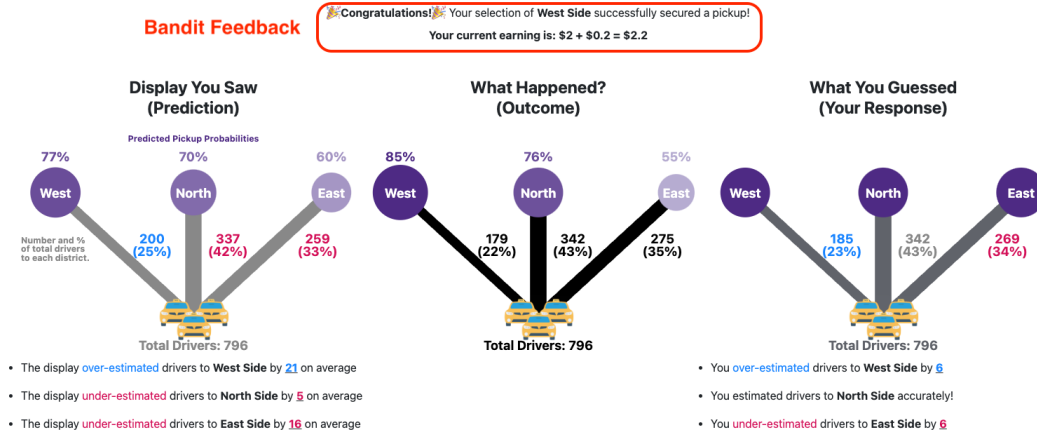 🎉Congratulations!🎉 Your selection of West Side successfully secured a pickup!
Bandit Feedback
Your current earning is: $2 + $0.2 = $2.2
Display You Saw
(Prediction)
Predicted Pickup Probabilities
77%
70%
60%
West
North
East
Number and %
of total drivers
to each district.
200
(25%)
337
(42%)
259
(33%)
Total Drivers: 796
• The display over-estimated drivers to West Side by 21 on average
• The display under-estimated drivers to North Side by 5 on average
• The display under-estimated drivers to East Side by 16 on average
What Happened?
(Outcome)
85%
76%
55%
West
North
East
179
(22%)
342
(43%)
275
(35%)
Total Drivers: 796
What You Guessed
(Your Response)
West
North
East
185
(23%)
342
(43%)
269
(34%)
Total Drivers: 796
• You over-estimated drivers to West Side by 6
• You estimated drivers to North Side accurately!
• You under-estimated drivers to East Side by 6